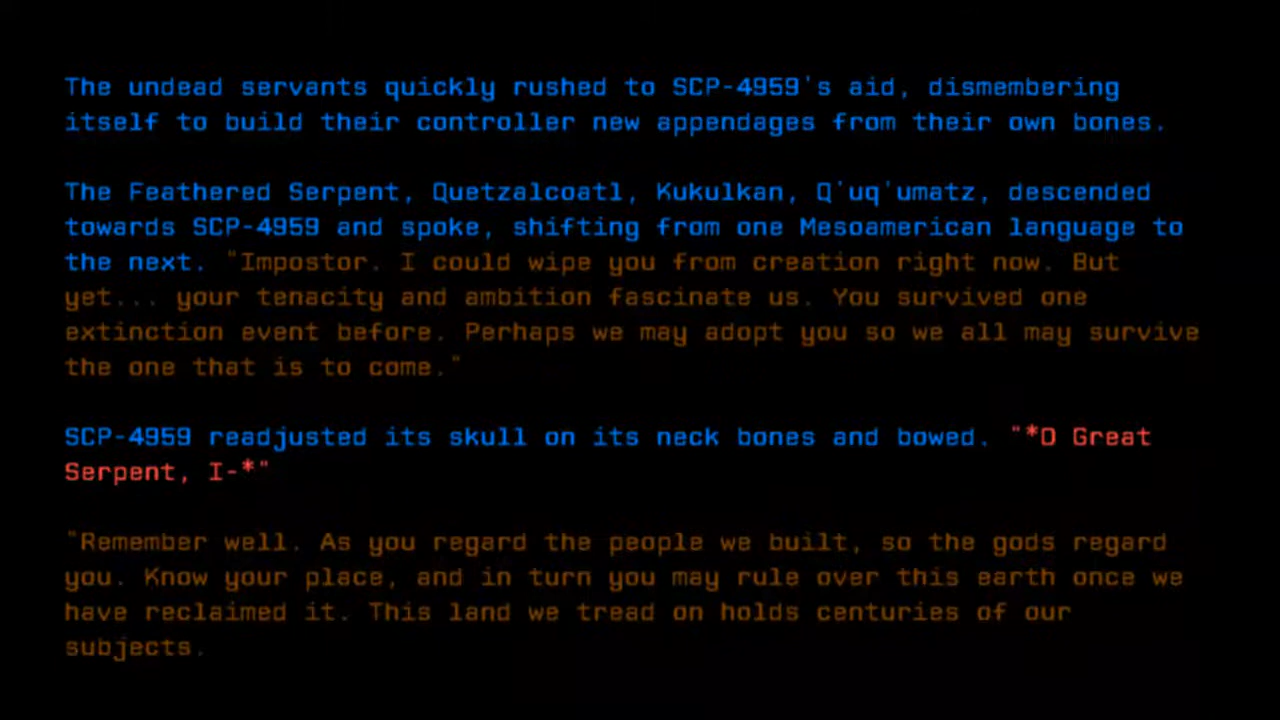 The undead servants quickly rushed to SCP-4959's aid, dismembering
itself to build their controller new appendages from their own bones.
The Feathered Serpent, Quetzalcoatl, Kukulkan, Q'uq'umatz, descended
towards SCP-4959 and spoke, shifting from one Mesoamerican language to
the next. "Impostor. I could wipe you from creation right now. But
yet... your tenacity and ambition fascinate us. You survived one
extinction event before. Perhaps we may adopt you so we all may survive
the one that is to come."
SCP-4959 readjusted its skull on its neck bones and bowed. "*O Great
Serpent, I-*"
"Remember well. As you regard the people we built, so the gods regard
you. Know your place, and in turn you may rule over this earth once we
have reclaimed it. This land we tread on holds centuries of our
subjects.